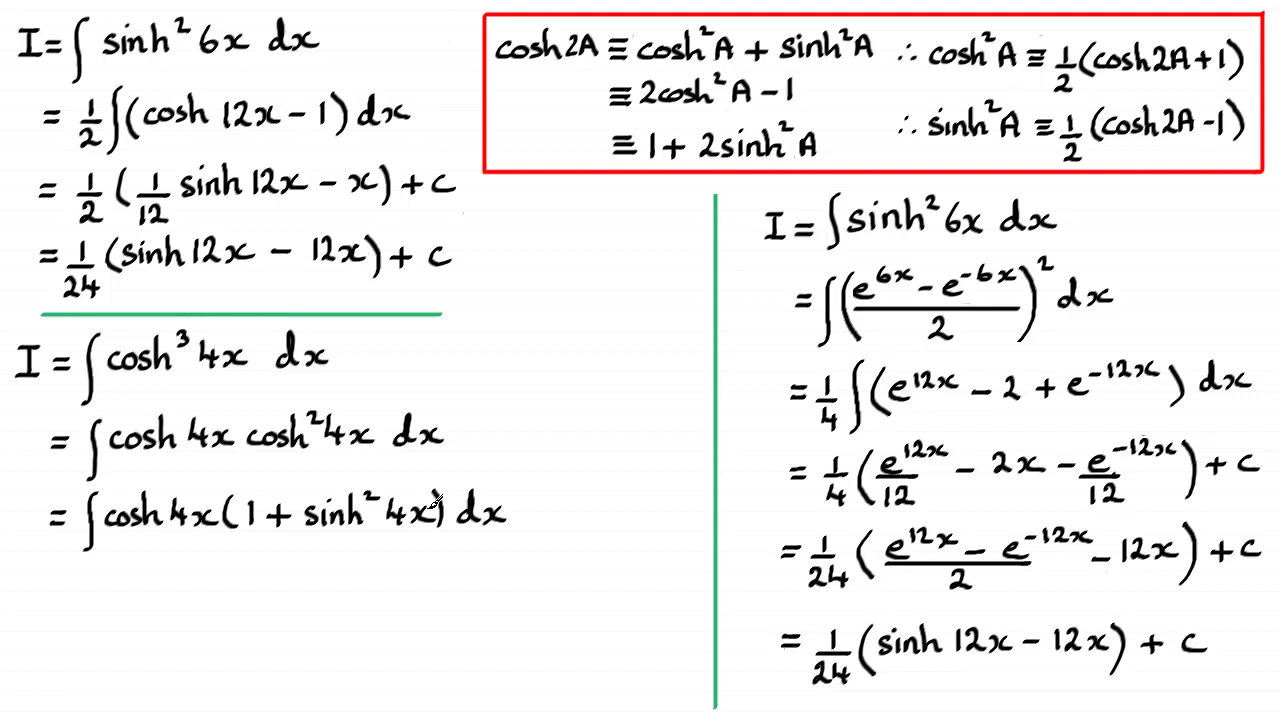 I = ∫ sinh² 6x dx
= 1/2 ∫ (cosh 12x − 1) dx
= 1/2 (1/12 sinh 12x − x) + c
= 1/24 (sinh 12x − 12x) + c
cosh 2A ≡ cosh²A + sinh²A ∴ cosh²A ≡ 1/2 (cosh 2A + 1)
≡ 2cosh²A − 1
≡ 1 + 2sinh²A ∴ sinh²A ≡ 1/2 (cosh 2A − 1)
I = ∫ cosh³ 4x dx
= ∫ cosh 4x cosh² 4x dx
= ∫ cosh 4x (1 + sinh² 4x) dx
I = ∫ sinh² 6x dx
= ∫ ((e^{6x} − e^{−6x})/2)² dx
= 1/4 ∫ (e^{12x} − 2 + e^{−12x}) dx
= 1/4 (e^{12x}/12 − 2x − e^{−12x}/12) + c
= 1/24 ((e^{12x} − e^{−12x})/2 − 12x) + c
= 1/24 (sinh 12x − 12x) + c